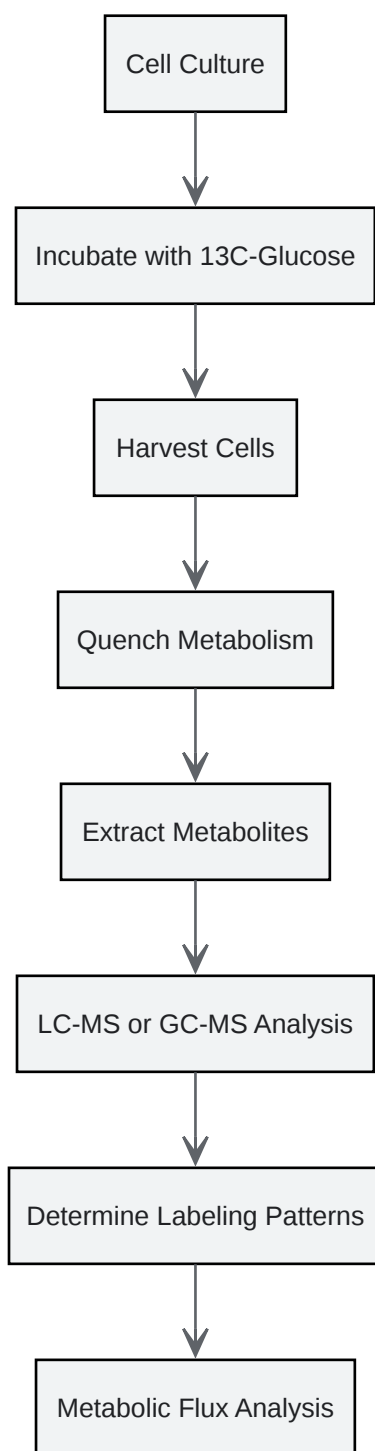 Cell Culture
Incubate with 13C-Glucose
Harvest Cells
Quench Metabolism
Extract Metabolites
LC-MS or GC-MS Analysis
Determine Labeling Patterns
Metabolic Flux Analysis